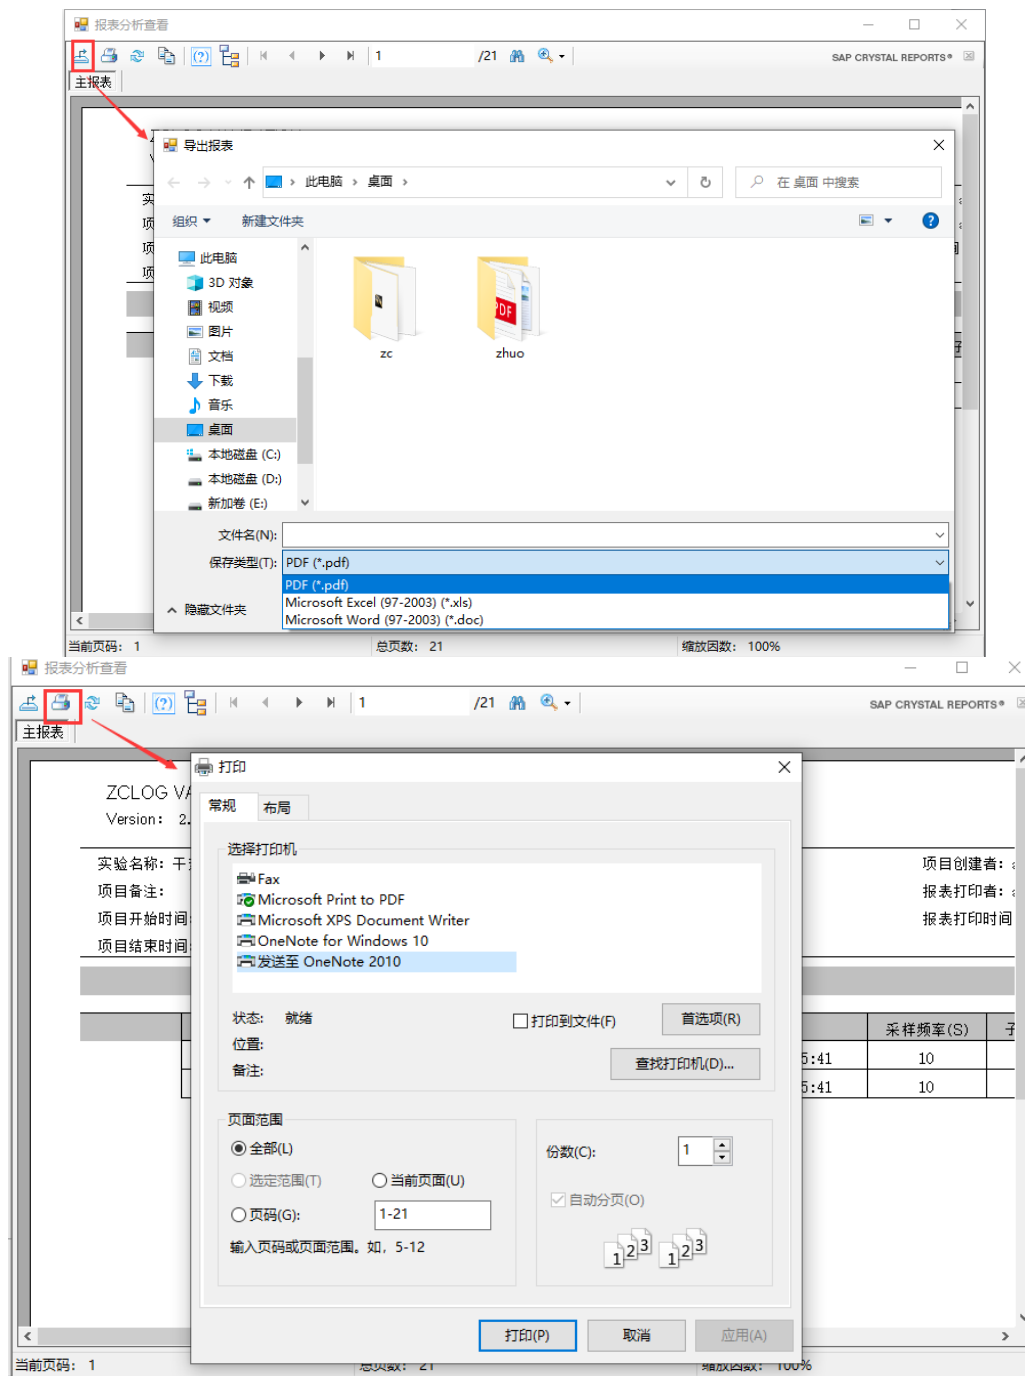 报表分析查看
1 /21 SAP CRYSTAL REPORTS®
主报表
导出报表
此电脑 › 桌面 ›
在 桌面 中搜索
组织 新建文件夹
此电脑
3D 对象
视频
图片
文档
下载
音乐
桌面
本地磁盘 (C:)
本地磁盘 (D:)
新加卷 (E:)
zc
zhuo
PDF
实
项
项
项
文件名(N):
保存类型(T): PDF (*.pdf)
PDF (*.pdf)
Microsoft Excel (97-2003) (*.xls)
Microsoft Word (97-2003) (*.doc)
隐藏文件夹
当前页码: 1 总页数: 21 缩放因数: 100%
报表分析查看
1 /21 SAP CRYSTAL REPORTS®
主报表
ZCLOG VA
Version: 2.
实验名称: 干
项目备注:
项目开始时间
项目结束时间
项目创建者:
报表打印者:
报表打印时间
采样频率(S) 子
5:41 10
5:41 10
打印
常规 布局
选择打印机
Fax
Microsoft Print to PDF
Microsoft XPS Document Writer
OneNote for Windows 10
发送至 OneNote 2010
状态: 就绪
位置:
备注:
打印到文件(F) 首选项(R)
查找打印机(D)...
页面范围
全部(L)
选定范围(T) 当前页面(U)
页码(G): 1-21
输入页码或页面范围。如, 5-12
份数(C): 1
自动分页(O)
1 2 3 1 2 3
打印(P) 取消 应用(A)
当前页码: 1 总页数: 21 缩放因数: 100%